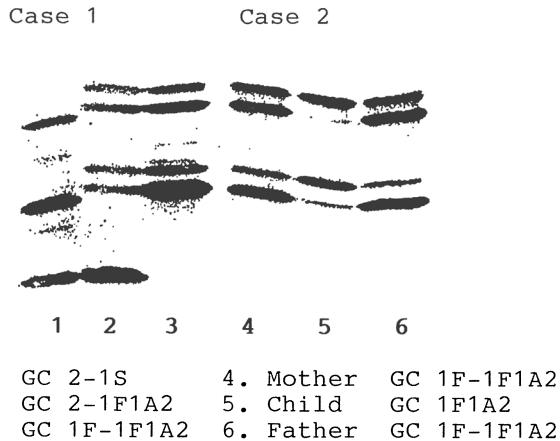 Case 1 Case 2
1 2 3 4 5 6
GC 2-1S 4. Mother GC 1F-1F1A2
GC 2-1F1A2 5. Child GC 1F1A2
GC 1F-1F1A2 6. Father GC 1F-1F1A2